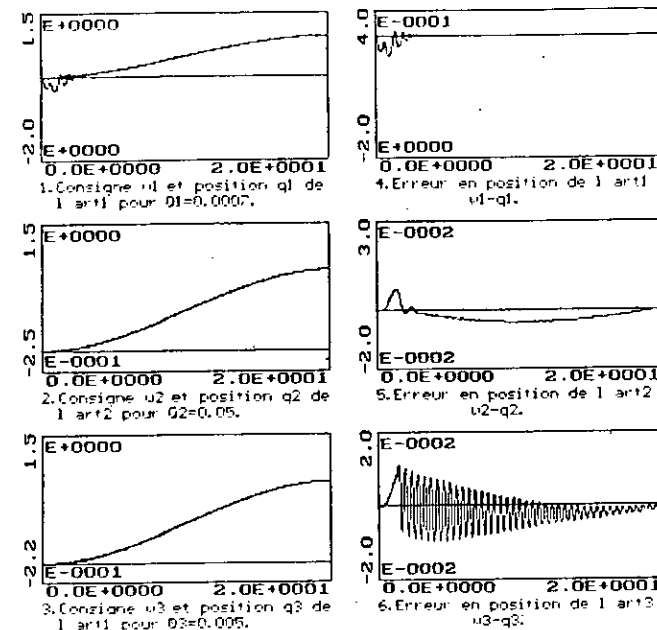 1.5
E+0000
-2.0
E+0000
0.0E+0000 2.0E+0001
1.Consigne w1 et position q1 de
l art1 pour Q1=0.0007.
4.0
E-0001
-2.0
E+0000
0.0E+0000 2.0E+0001
4.Erreur en position de l art1
w1-q1.
1.5
E+0000
-2.5
E-0001
0.0E+0000 2.0E+0001
2.Consigne w2 et position q2 de
l art2 pour Q2=0.05.
3.0
E-0002
-2.0
E-0002
0.0E+0000 2.0E+0001
5.Erreur en position de l art2
w2-q2.
1.5
E+0000
-2.2
E-0001
0.0E+0000 2.0E+0001
3.Consigne w3 et position q3 de
l art1 pour Q3=0.005.
2.0
E-0002
-2.0
E-0002
0.0E+0000 2.0E+0001
6.Erreur en position de l art3
w3-q3.